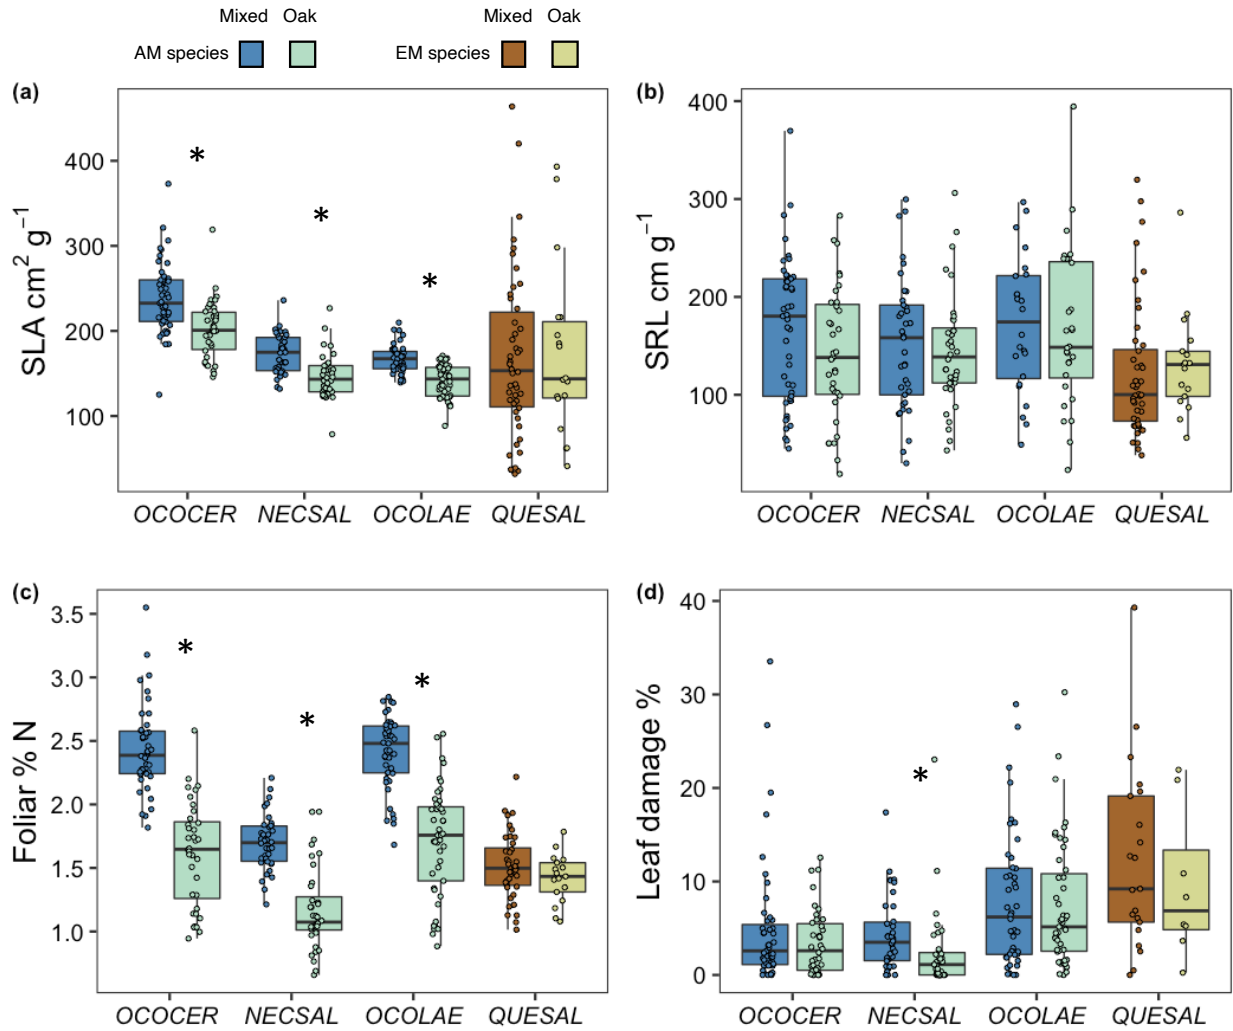 Mixed Oak Mixed Oak
AM species EM species
(a)
SLA cm² g⁻¹
400
300
200
100
* * *
OCOCER NECSAL OCOLAE QUESAL
(b)
SRL cm g⁻¹
400
300
200
100
OCOCER NECSAL OCOLAE QUESAL
(c)
Foliar % N
3.5
3.0
2.5
2.0
1.5
1.0
* * *
OCOCER NECSAL OCOLAE QUESAL
(d)
Leaf damage %
40
30
20
10
0
*
OCOCER NECSAL OCOLAE QUESAL